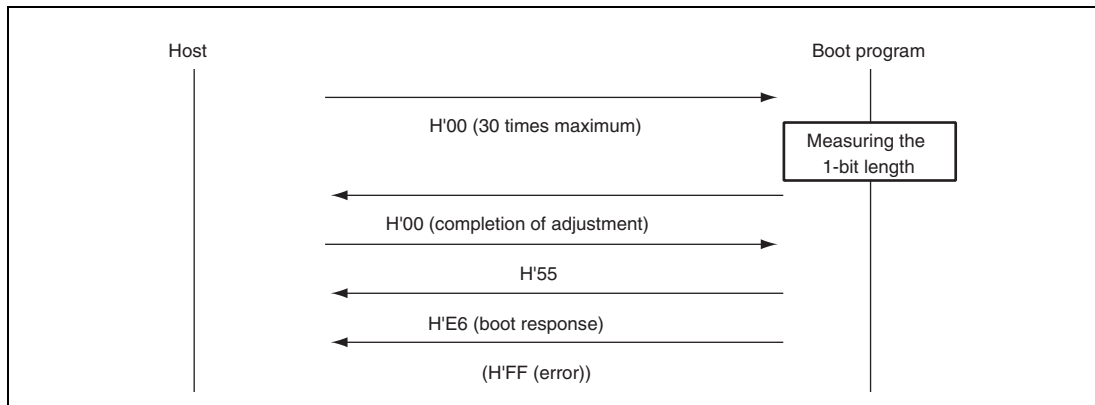 Host
Boot program
H'00 (30 times maximum)
Measuring the
1-bit length
H'00 (completion of adjustment)
H'55
H'E6 (boot response)
(H'FF (error))